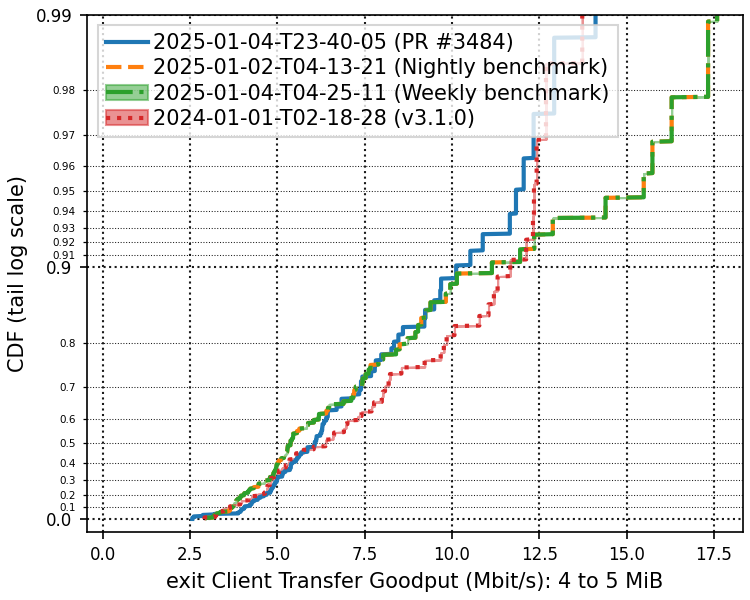 0.99
2025-01-04-T23-40-05 (PR #3484)
2025-01-02-T04-13-21 (Nightly benchmark)
2025-01-04-T04-25-11 (Weekly benchmark)
2024-01-01-T02-18-28 (v3.1.0)
0.98
0.97
0.96
0.95
0.94
0.93
0.92
0.91
0.9
0.8
0.7
0.6
0.5
0.4
0.3
0.2
0.1
0.0
CDF (tail log scale)
0.0 2.5 5.0 7.5 10.0 12.5 15.0 17.5
exit Client Transfer Goodput (Mbit/s): 4 to 5 MiB